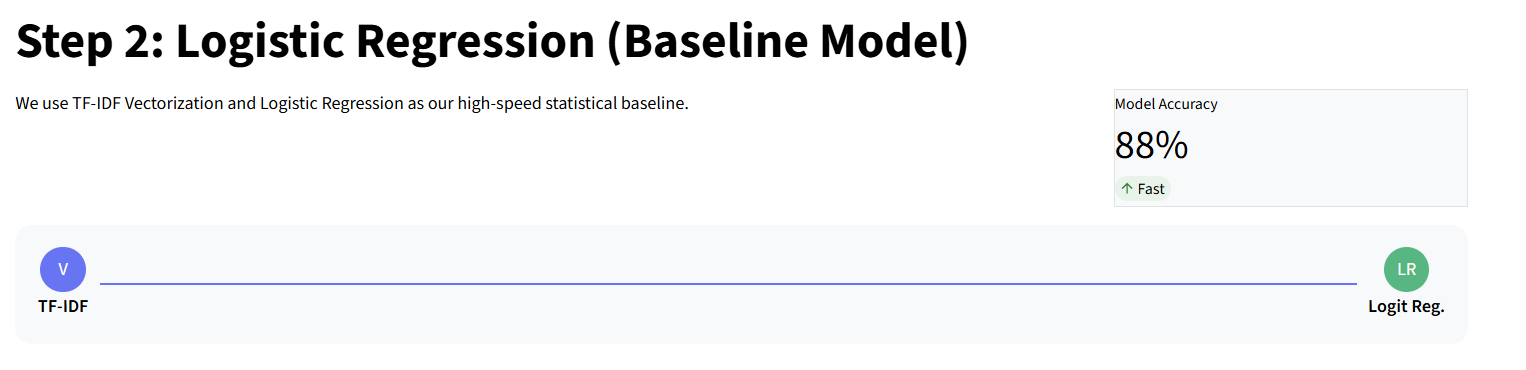 Step 2: Logistic Regression (Baseline Model)
We use TF-IDF Vectorization and Logistic Regression as our high-speed statistical baseline.
Model Accuracy
88%
↑ Fast
V
TF-IDF
LR
Logit Reg.